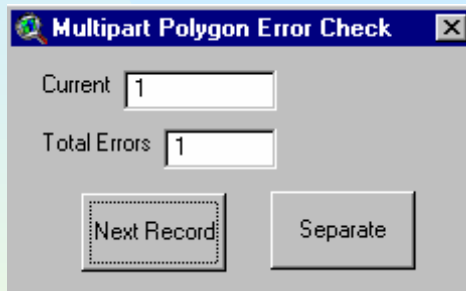 Multipart Polygon Error Check
Current 1
Total Errors 1
Next Record Separate